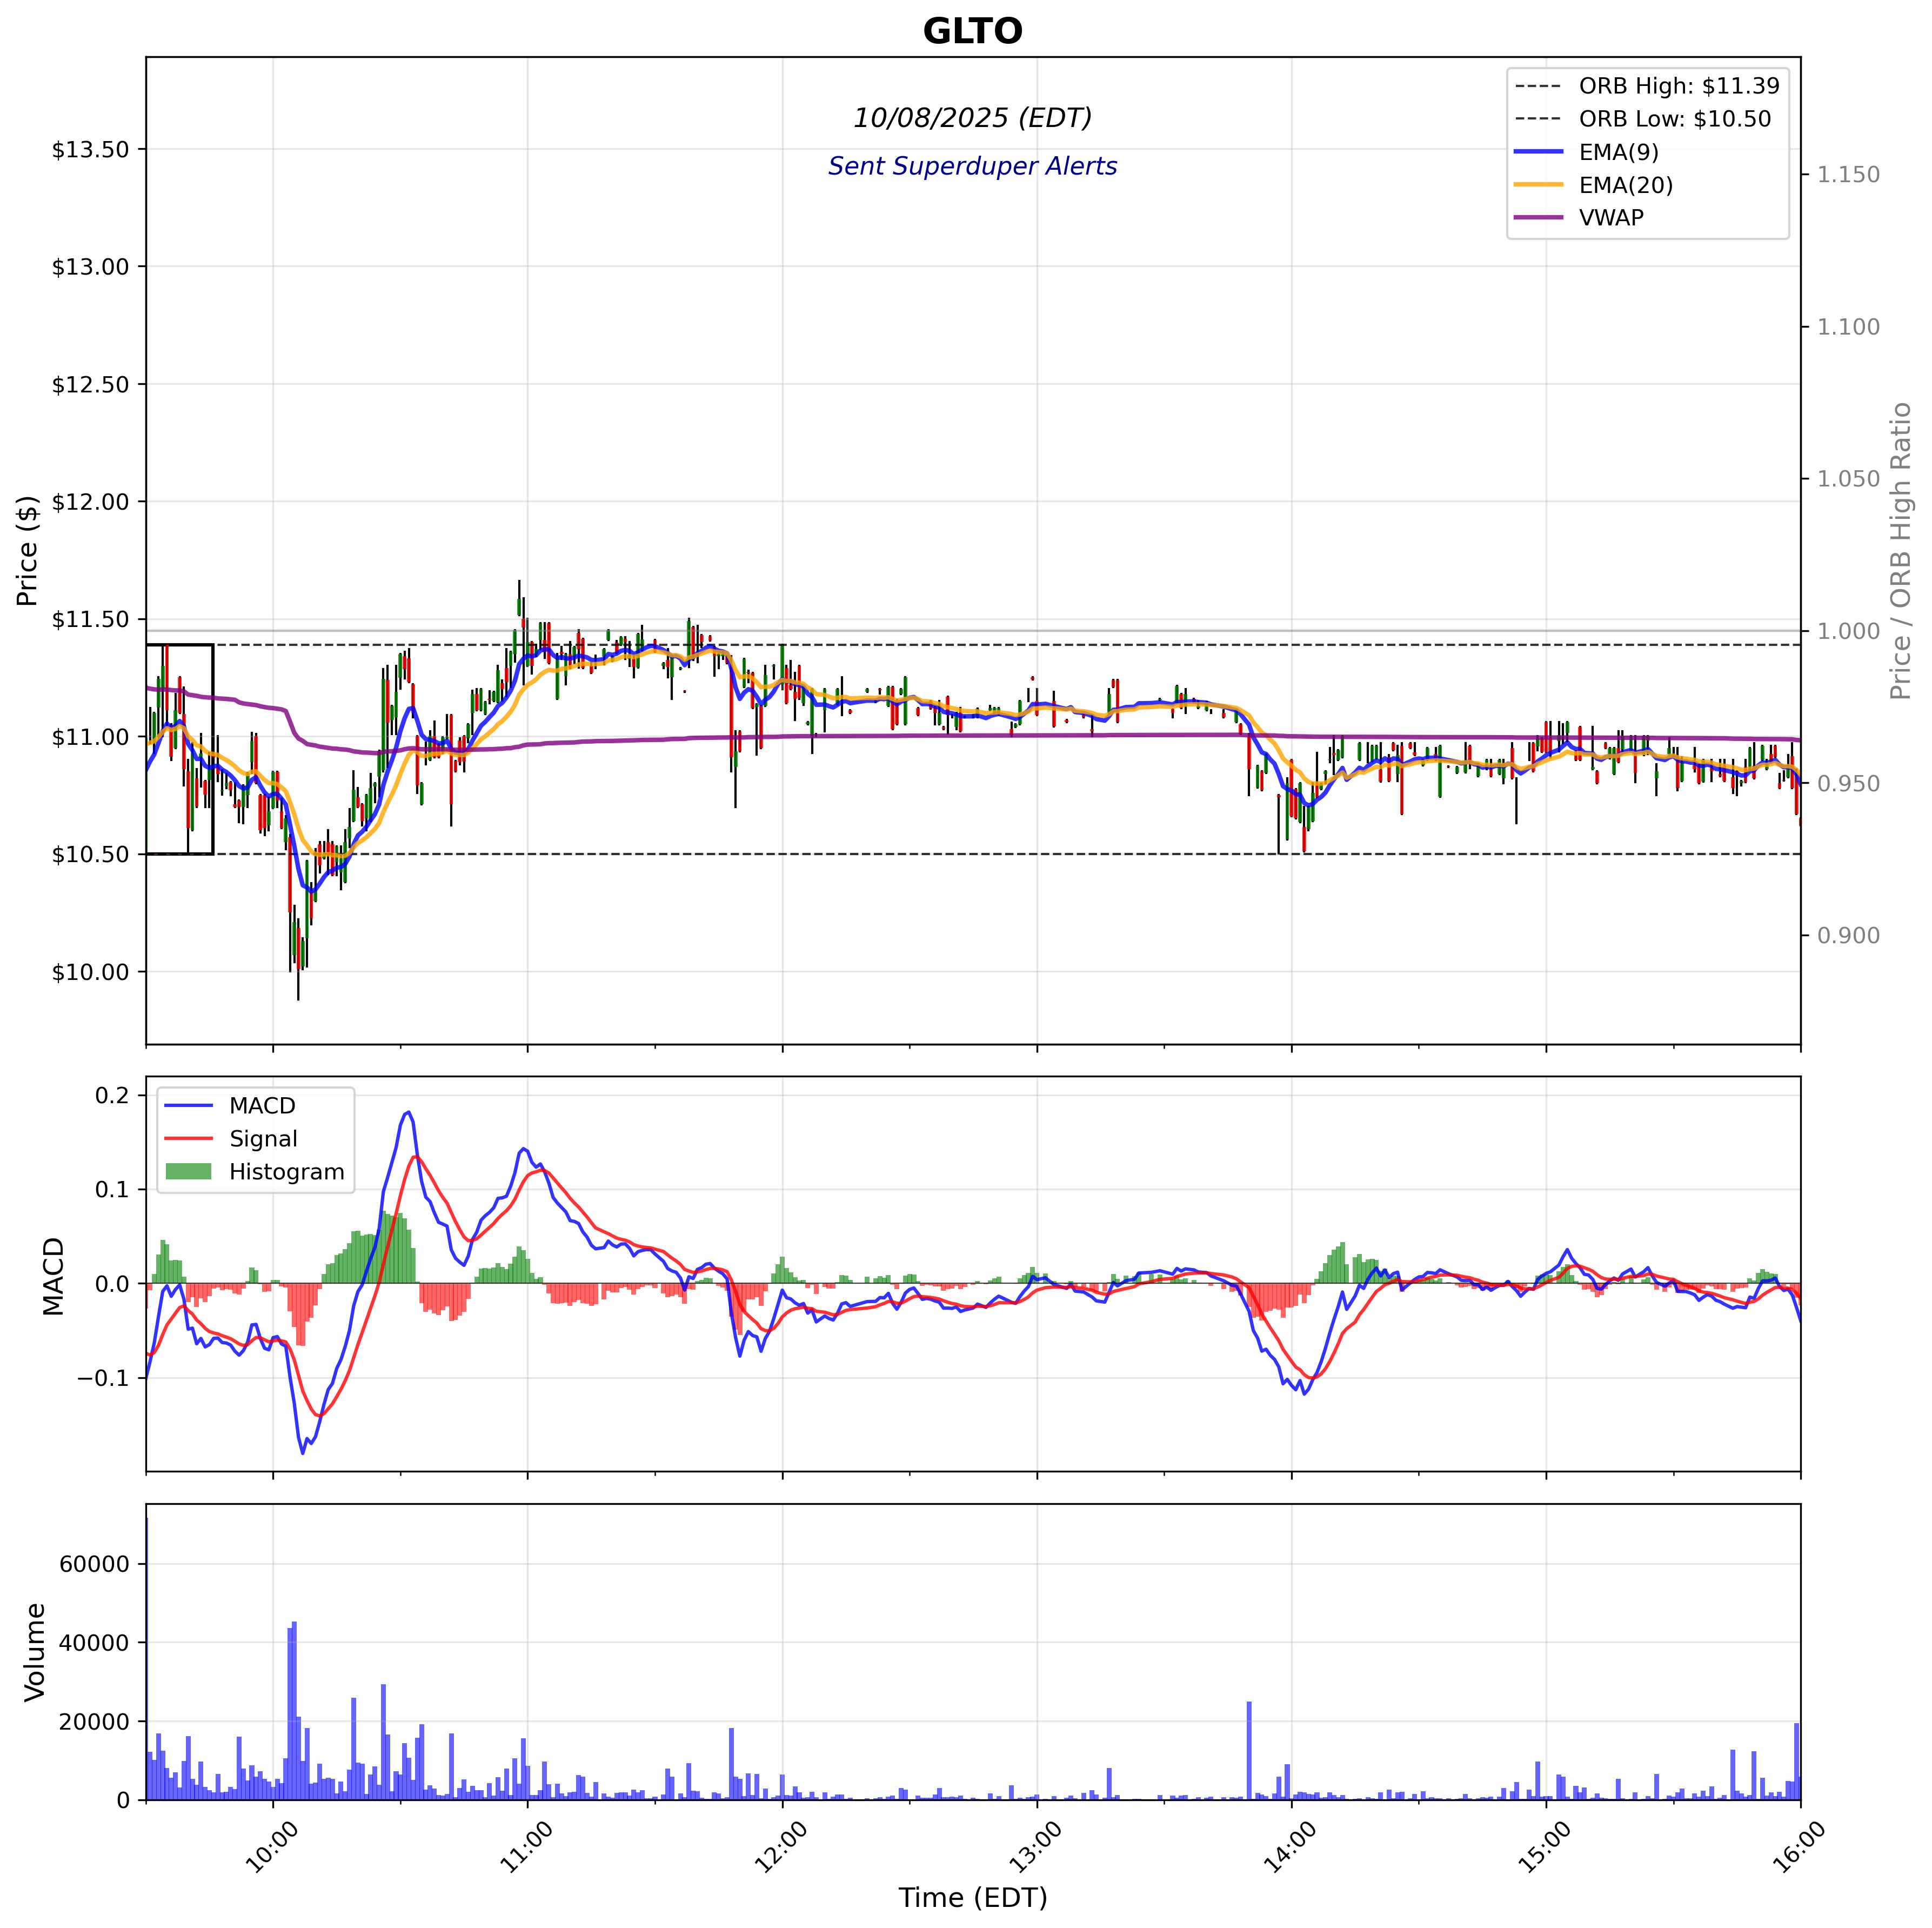 GLTO
10/08/2025 (EDT)
Sent Superduper Alerts
ORB High: $11.39
ORB Low: $10.50
EMA(9)
EMA(20)
VWAP
Price ($)
$13.50
$13.00
$12.50
$12.00
$11.50
$11.00
$10.50
$10.00
Price / ORB High Ratio
1.150
1.100
1.050
1.000
0.950
0.900
MACD
Signal
Histogram
MACD
0.2
0.1
0.0
−0.1
Volume
60000
40000
20000
0
10:00
11:00
12:00
13:00
14:00
15:00
16:00
Time (EDT)